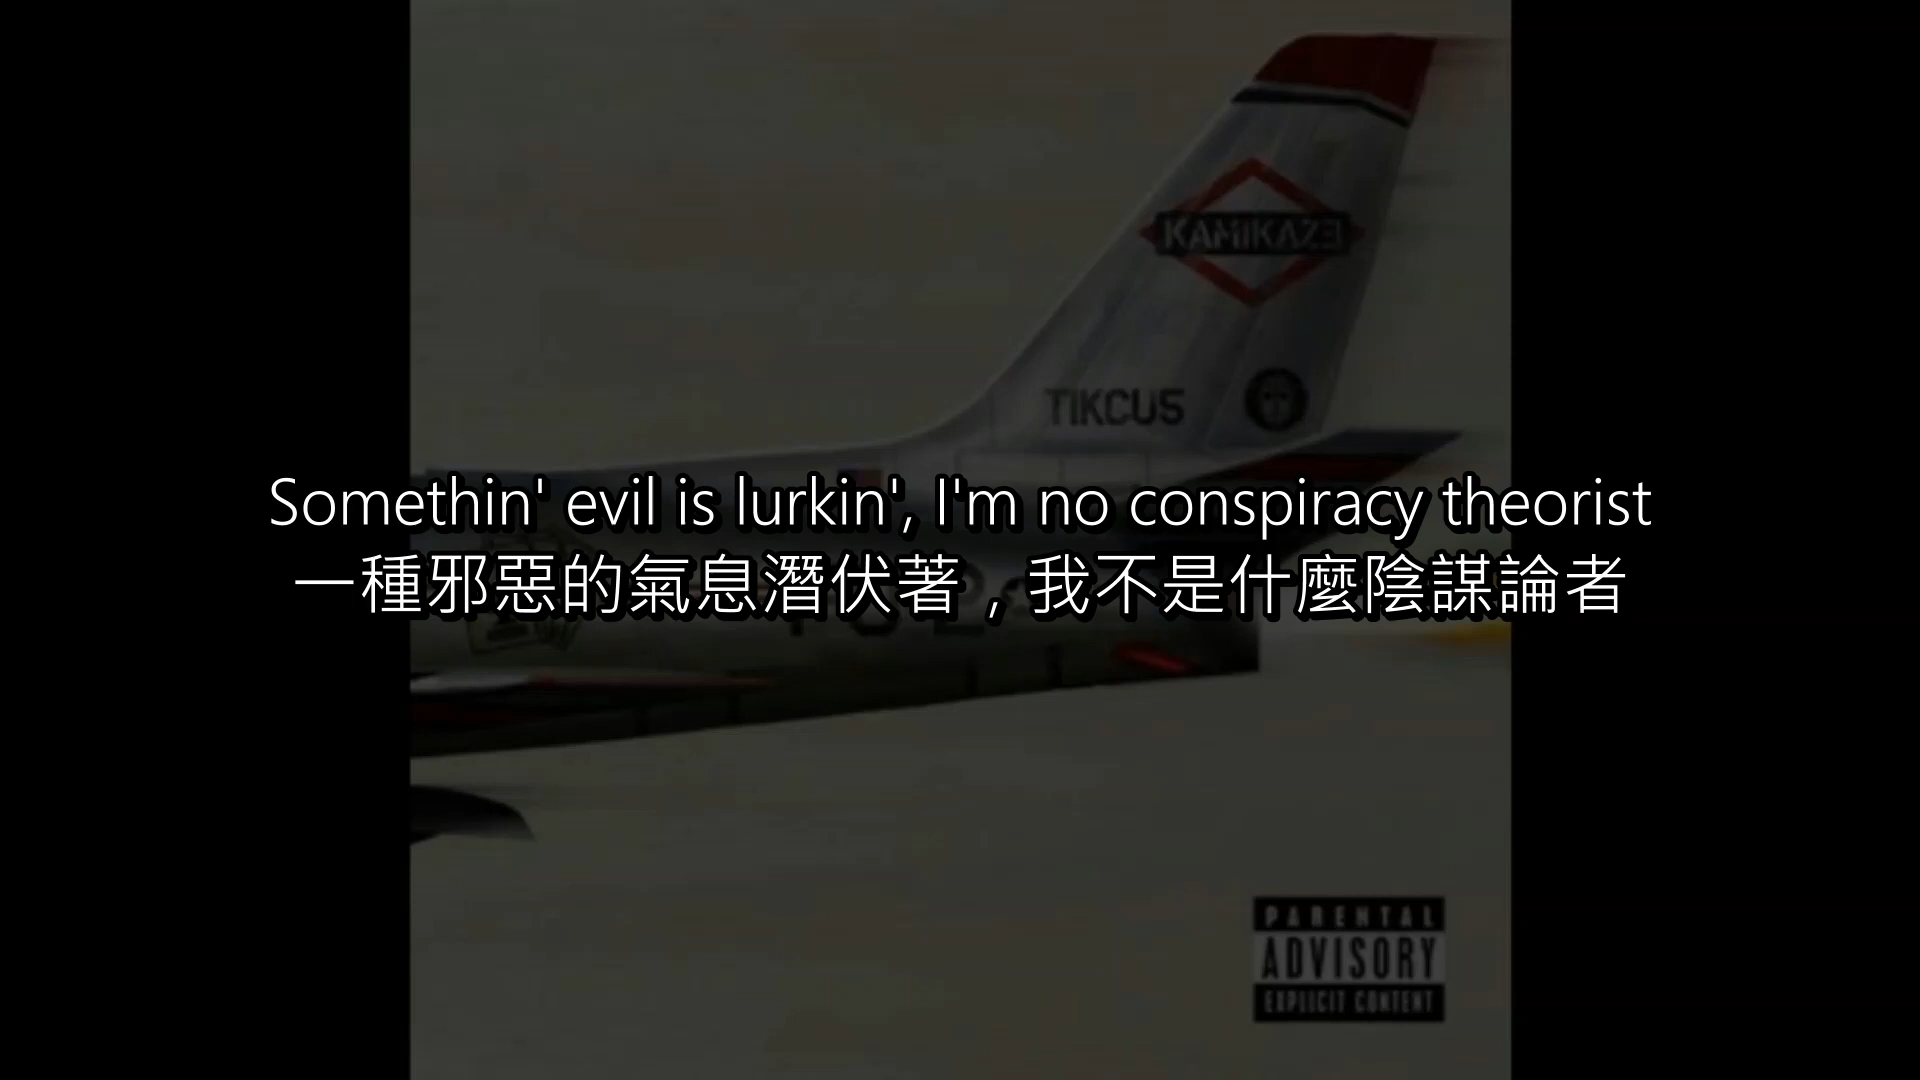 KAMIKAZE
TIKCUS
Somethin' evil is lurkin', I'm no conspiracy theorist
一種邪惡的氣息潛伏著，我不是什麼陰謀論者
PARENTAL
ADVISORY
EXPLICIT CONTENT